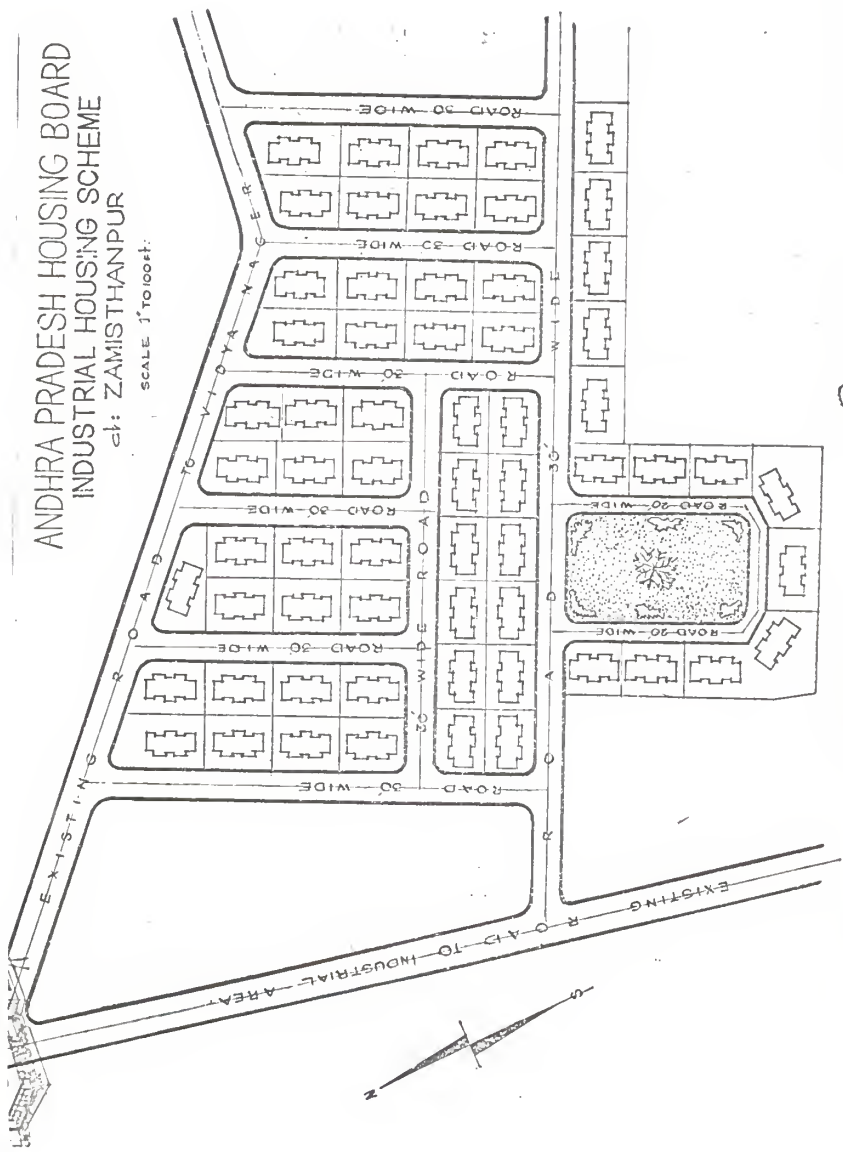 ANDHRA PRADESH HOUSING BOARD
INDUSTRIAL HOUSING SCHEME
at: ZAMISTHANPUR
SCALE 1" TO 100 ft:
EXISTING ROAD TO VIDYA NAGER
ROAD 30' WIDE
ROAD 30' WIDE
ROAD 30' WIDE
ROAD 30' WIDE
ROAD 30' WIDE
ROAD 30' WIDE
30' WIDE ROAD
ROAD 30' WIDE
ROAD 20' WIDE
ROAD 20' WIDE
EXISTING ROAD TO INDUSTRIAL AREA
N
S